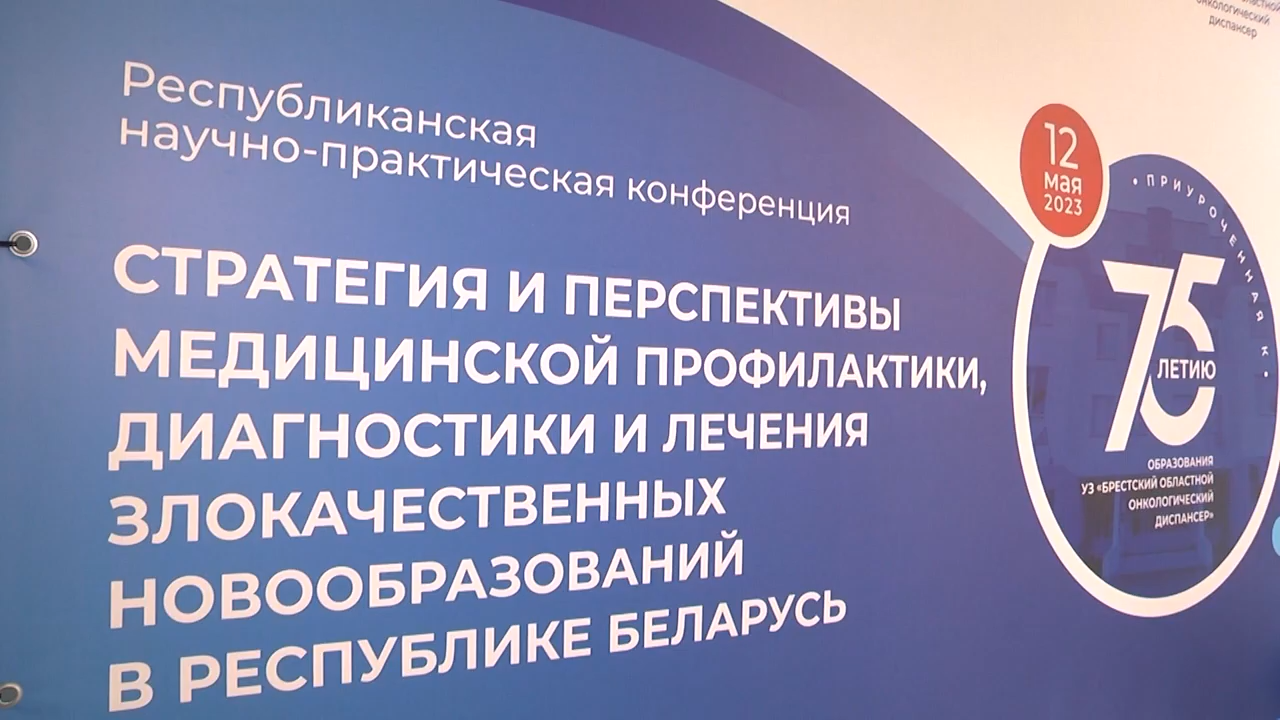 Республиканская
научно-практическая конференция
СТРАТЕГИЯ И ПЕРСПЕКТИВЫ
МЕДИЦИНСКОЙ ПРОФИЛАКТИКИ,
ДИАГНОСТИКИ И ЛЕЧЕНИЯ
ЗЛОКАЧЕСТВЕННЫХ
НОВООБРАЗОВАНИЙ
В РЕСПУБЛИКЕ БЕЛАРУСЬ
онкологический
диспансер
12
мая
2023
• ПРИУРОЧЕННАЯ К •
75
ЛЕТИЮ
ОБРАЗОВАНИЯ
УЗ «БРЕСТСКИЙ ОБЛАСТНОЙ
ОНКОЛОГИЧЕСКИЙ
ДИСПАНСЕР»